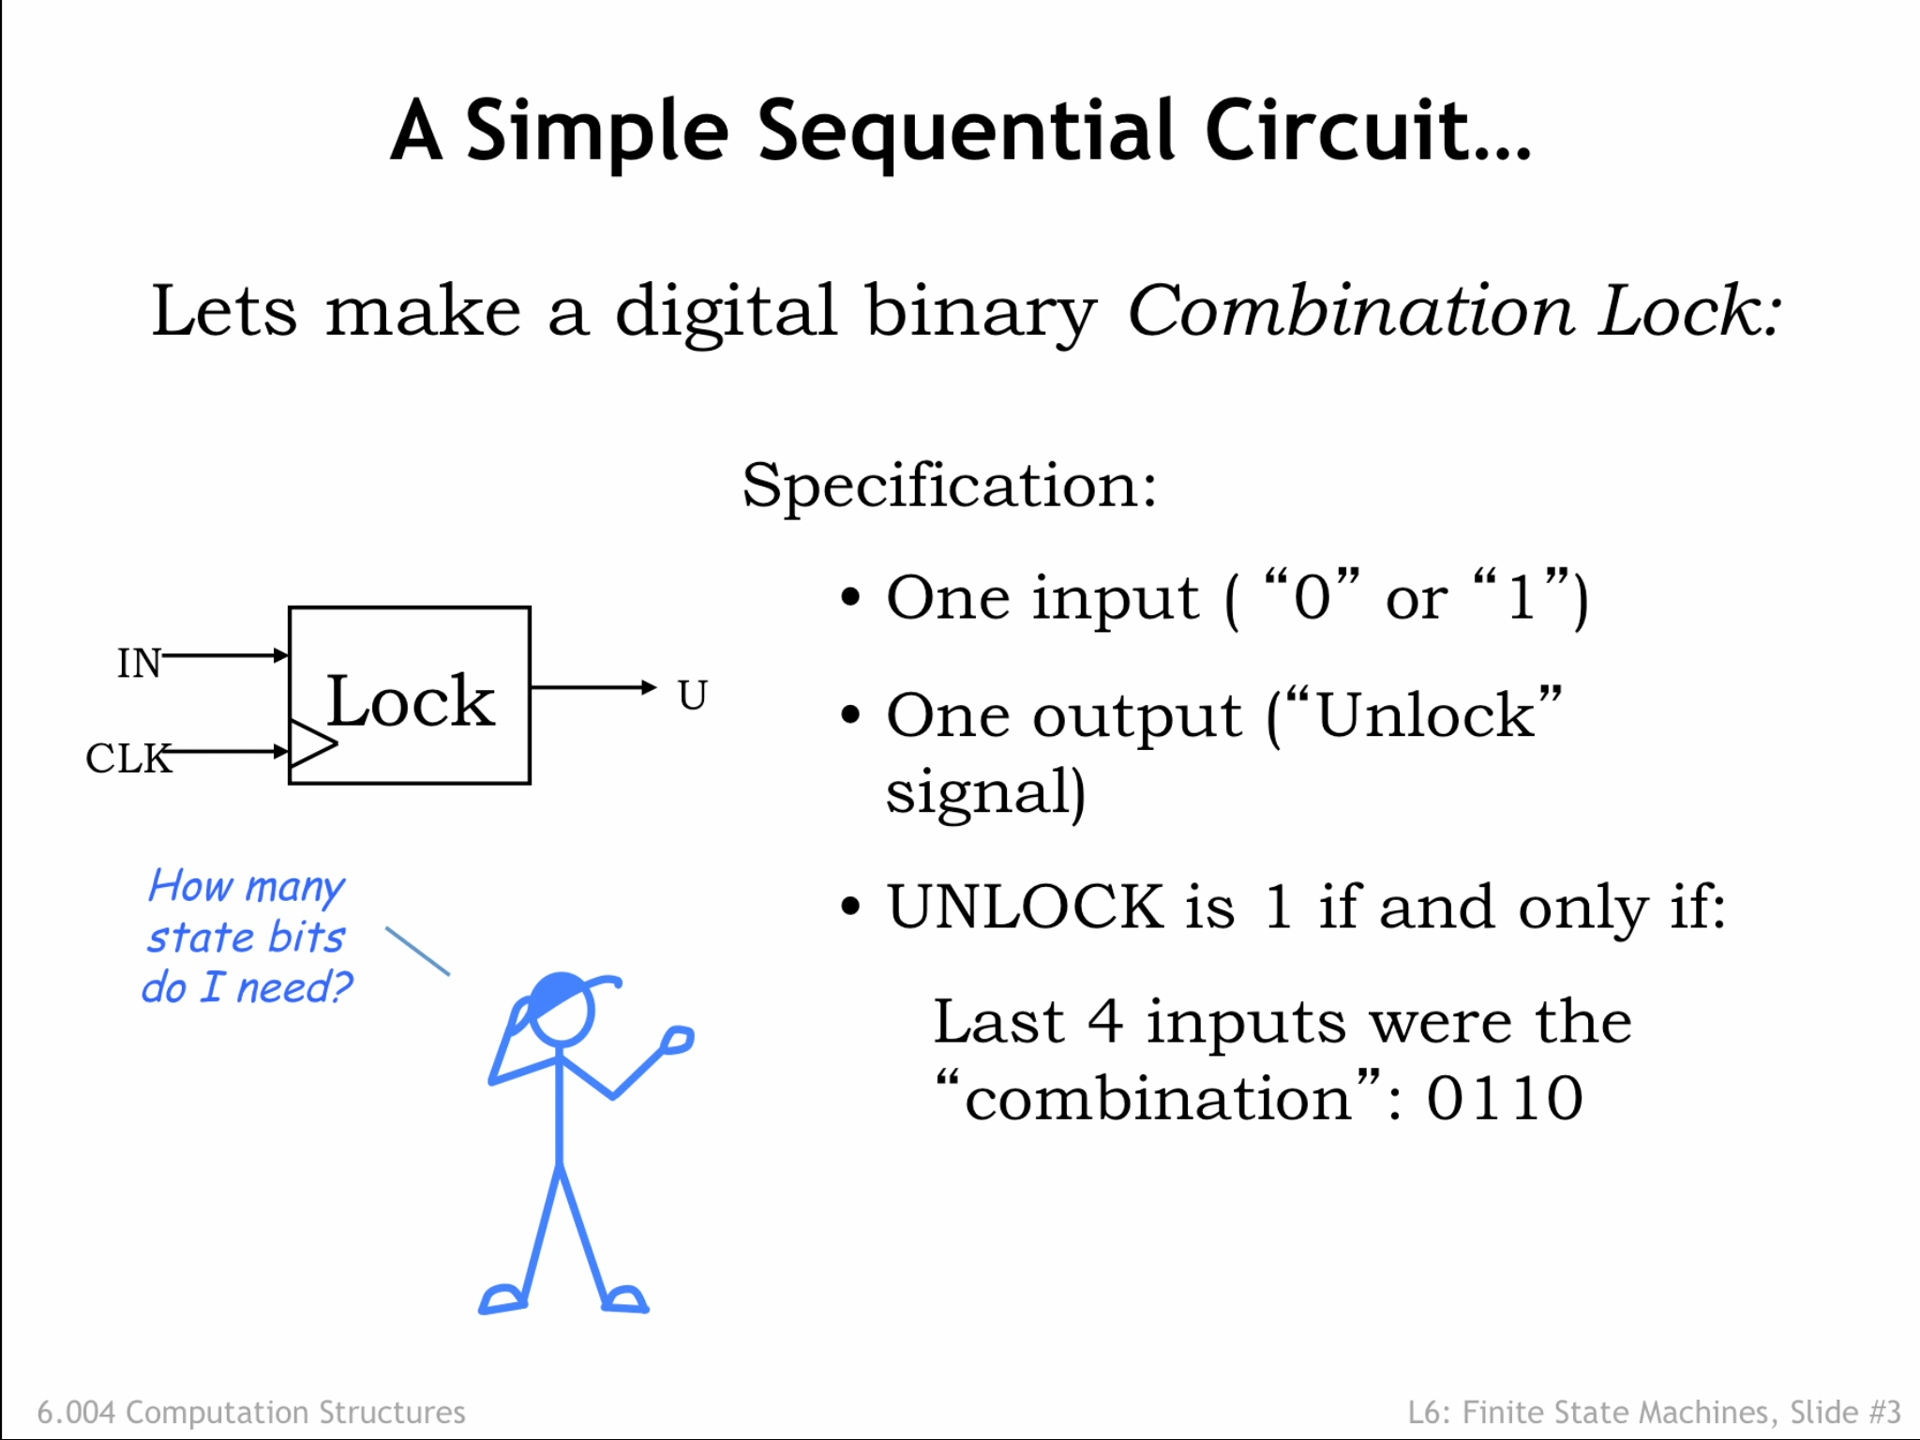 A Simple Sequential Circuit…
Lets make a digital binary Combination Lock:
Specification:
• One input ( “0” or “1”)
• One output (“Unlock”
signal)
• UNLOCK is 1 if and only if:
Last 4 inputs were the
“combination”: 0110
IN
Lock
U
CLK
How many
state bits
do I need?
6.004 Computation Structures
L6: Finite State Machines, Slide #3